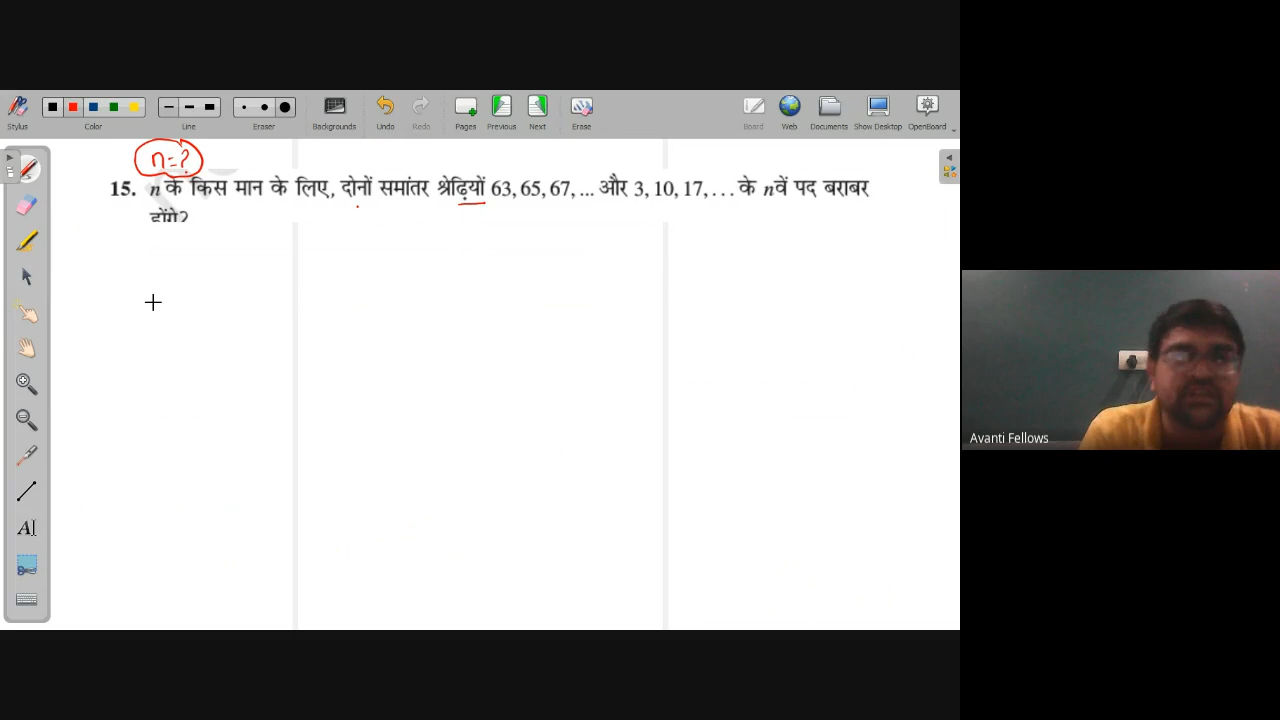 Stylus
Color
Line
Eraser
Backgrounds
Undo
Redo
Pages
Previous
Next
Erase
Board
Web
Documents
Show Desktop
OpenBoard
n=?
15. n के किस मान के लिए, दोनों समांतर श्रेढ़ियों 63, 65, 67, ... और 3, 10, 17, . . . के nवें पद बराबर
होंगे?
Avanti Fellows